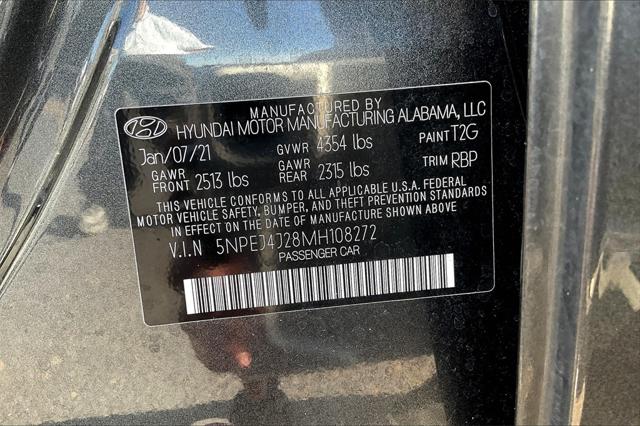 MANUFACTURED BY
HYUNDAI MOTOR MANUFACTURING ALABAMA, LLC
Jan/07/21 GVWR 4354 lbs PAINT T2G
GAWR FRONT 2513 lbs GAWR REAR 2315 lbs TRIM RBP
THIS VEHICLE CONFORMS TO ALL APPLICABLE U.S.A. FEDERAL
MOTOR VEHICLE SAFETY, BUMPER, AND THEFT PREVENTION STANDARDS
IN EFFECT ON THE DATE OF MANUFACTURE SHOWN ABOVE
V.I.N 5NPEJ4J28MH108272
PASSENGER CAR